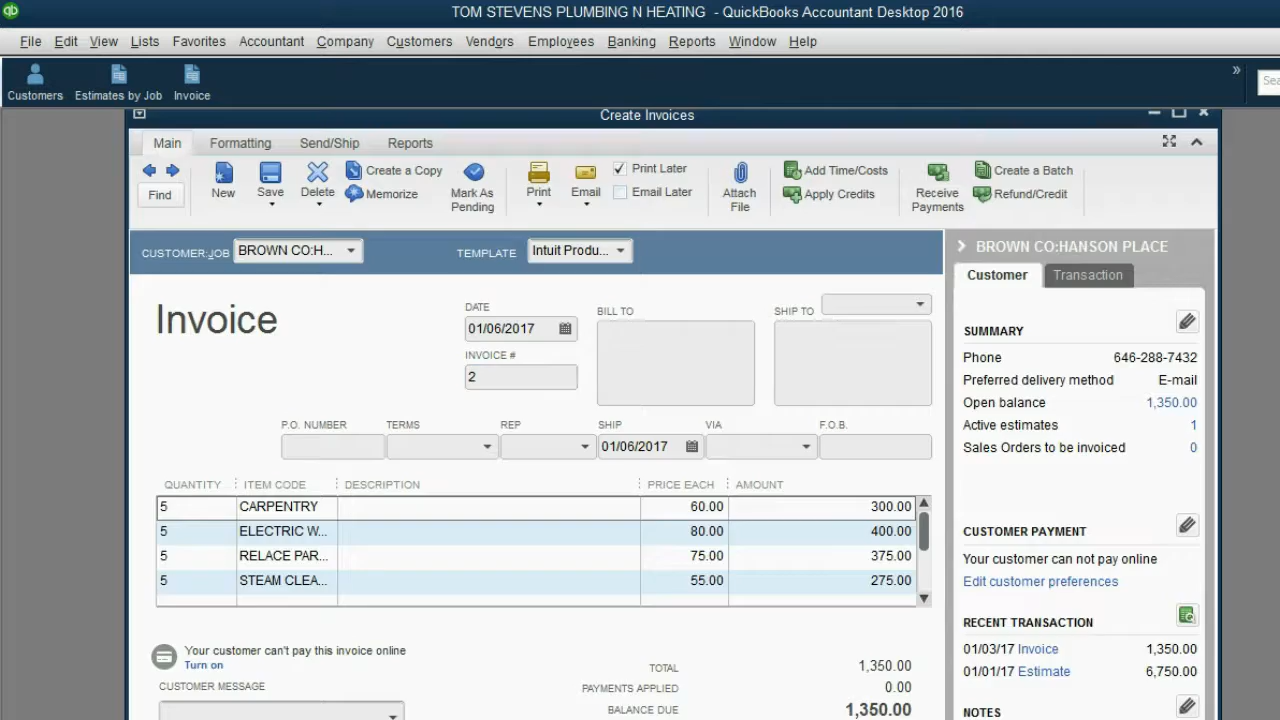 TOM STEVENS PLUMBING N HEATING - QuickBooks Accountant Desktop 2016
File Edit View Lists Favorites Accountant Company Customers Vendors Employees Banking Reports Window Help
Customers Estimates by Job Invoice
»
Create Invoices
Main Formatting Send/Ship Reports
Find New Save Delete Create a Copy Memorize Mark As Pending Print Email Print Later Email Later Attach File Add Time/Costs Apply Credits Receive Payments Create a Batch Refund/Credit
CUSTOMER:JOB BROWN CO:H... TEMPLATE Intuit Produ...
BROWN CO:HANSON PLACE
Customer Transaction
Invoice
DATE
01/06/2017
INVOICE #
2
BILL TO
SHIP TO
P.O. NUMBER TERMS REP SHIP VIA F.O.B.
01/06/2017
QUANTITY ITEM CODE DESCRIPTION PRICE EACH AMOUNT
5 CARPENTRY 60.00 300.00
5 ELECTRIC W... 80.00 400.00
5 RELACE PAR... 75.00 375.00
5 STEAM CLEA... 55.00 275.00
Your customer can't pay this invoice online
Turn on
CUSTOMER MESSAGE
TOTAL 1,350.00
PAYMENTS APPLIED 0.00
BALANCE DUE 1,350.00
SUMMARY
Phone 646-288-7432
Preferred delivery method E-mail
Open balance 1,350.00
Active estimates 1
Sales Orders to be invoiced 0
CUSTOMER PAYMENT
Your customer can not pay online
Edit customer preferences
RECENT TRANSACTION
01/03/17 Invoice 1,350.00
01/01/17 Estimate 6,750.00
NOTES